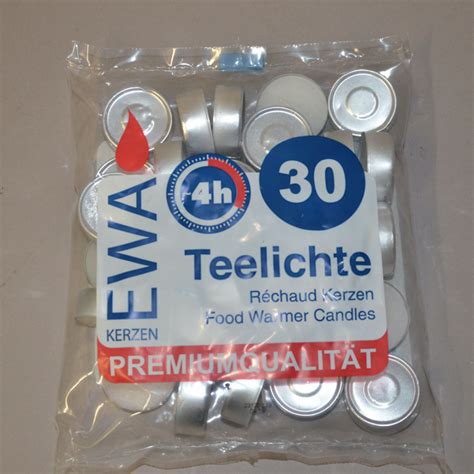 EWA
KERZEN
4h
30
Teelichte
Réchaud Kerzen
Food Warmer Candles
PREMIUMQUALITÄT